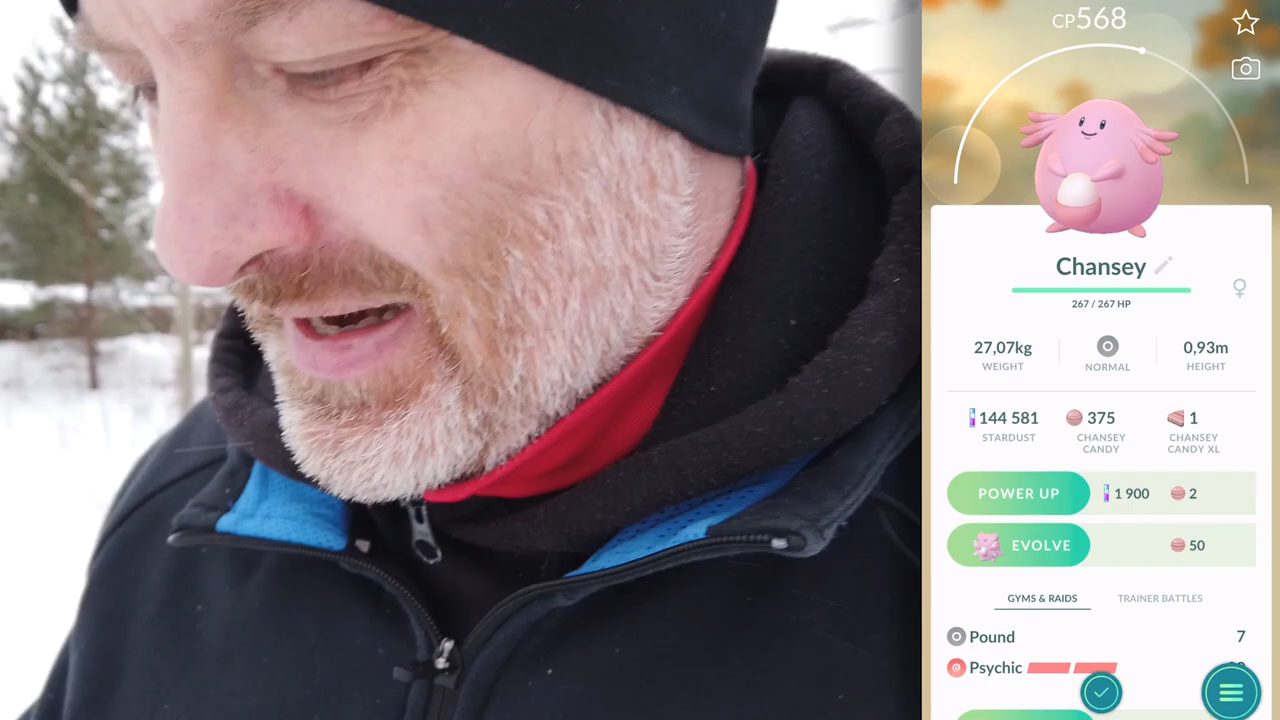 CP568
Chansey
267 / 267 HP
27,07kg
WEIGHT
NORMAL
0,93m
HEIGHT
144 581
STARDUST
375
CHANSEY
CANDY
1
CHANSEY
CANDY XL
POWER UP 1 900 2
EVOLVE 50
GYMS & RAIDS TRAINER BATTLES
Pound 7
Psychic